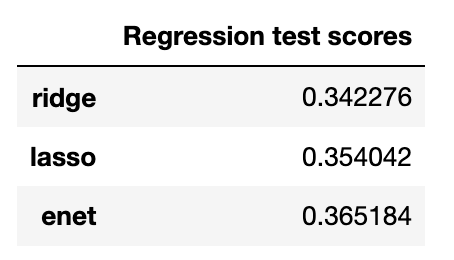 Regression test scores
ridge 0.342276
lasso 0.354042
enet 0.365184